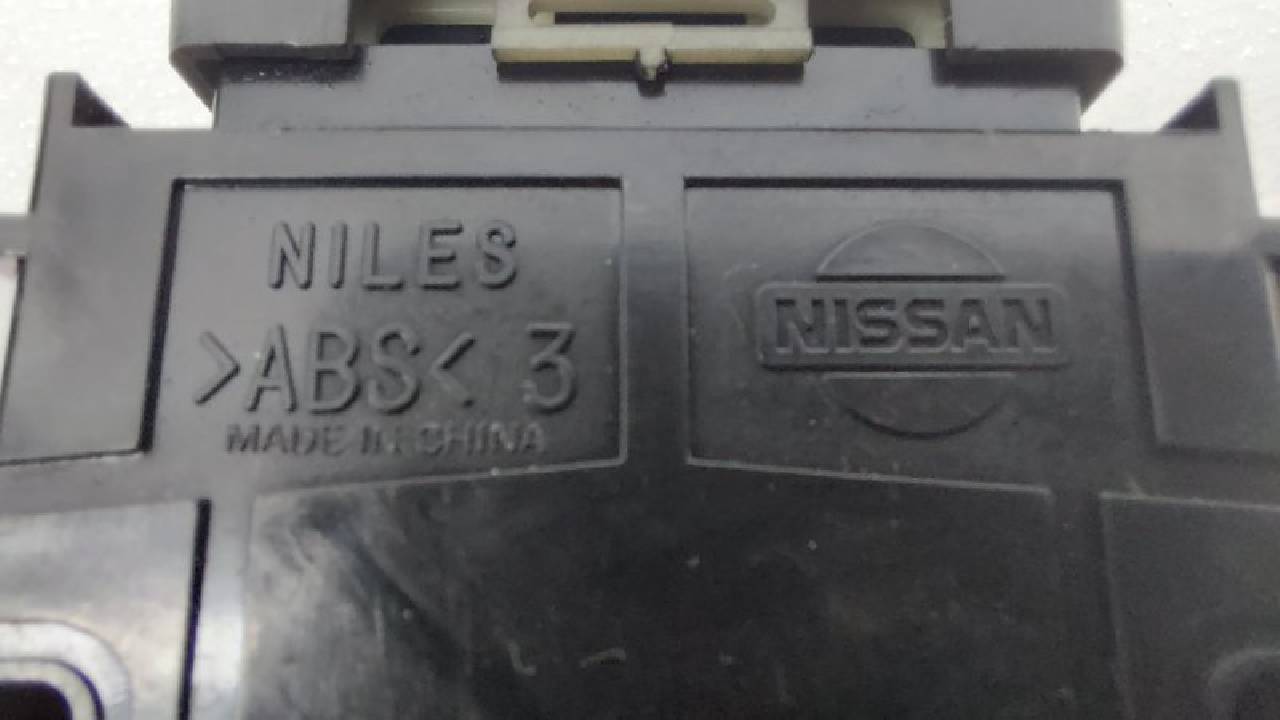 NILES
>ABS< 3
MADE IN CHINA
NISSAN